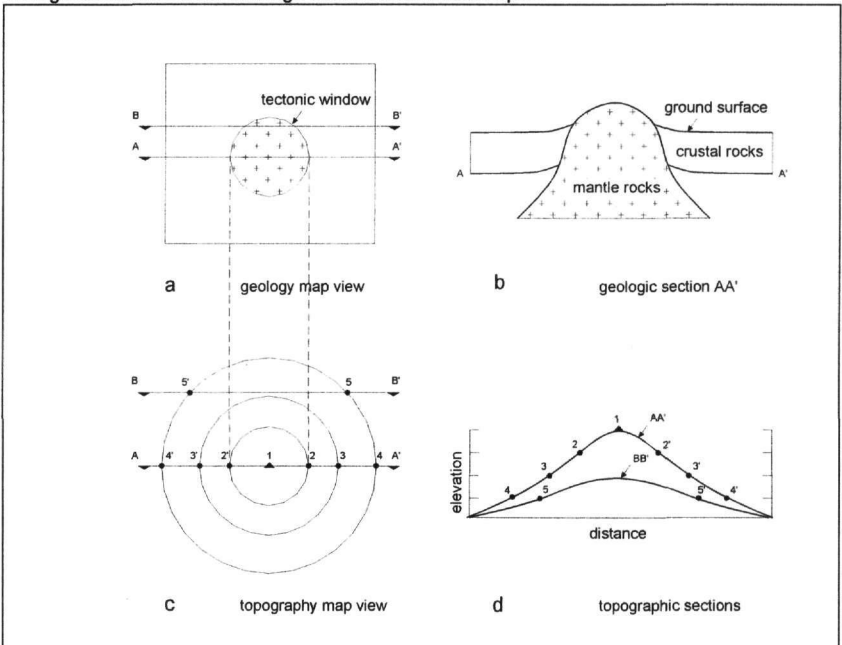 tectonic window
B B'
A A'
a geology map view
ground surface
crustal rocks
A A'
mantle rocks
b geologic section AA'
B 5' 5 B'
A 4' 3' 2' 1 2 3 4 A'
c topography map view
1 AA'
2 2'
BB'
3 3'
4 5 5' 4'
elevation
distance
d topographic sections